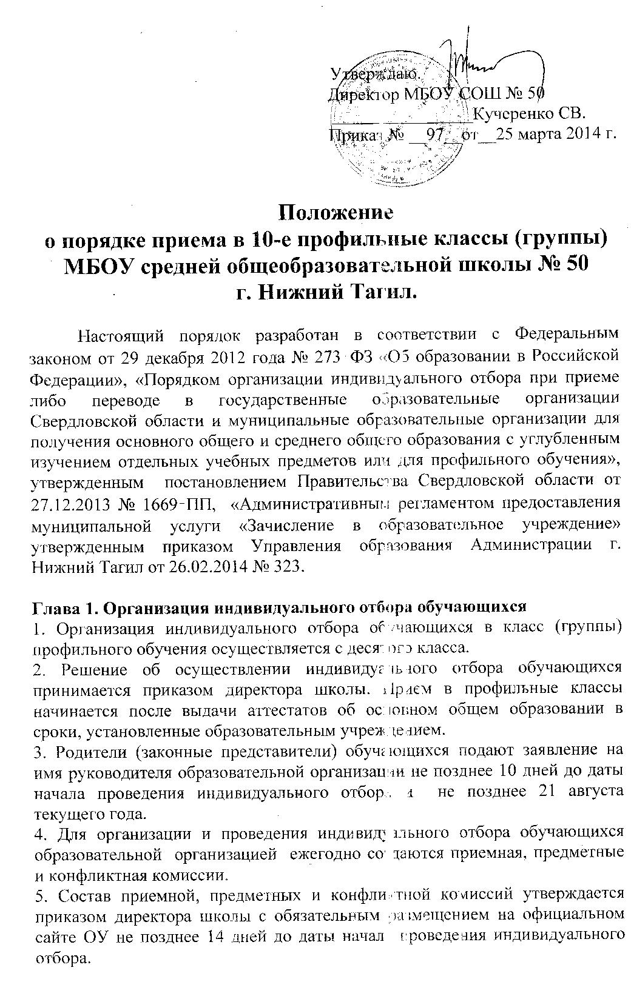 Утверждаю.
Директор МБОУ СОШ № 50
Кучеренко СВ.
Приказ № __97__от__25 марта 2014 г.
Положение
о порядке приема в 10-е профильные классы (группы)
МБОУ средней общеобразовательной школы № 50
г. Нижний Тагил.
Настоящий порядок разработан в соответствии с Федеральным
законом от 29 декабря 2012 года № 273 ФЗ «Об образовании в Российской
Федерации», «Порядком организации индивидуального отбора при приеме
либо переводе в государственные образовательные организации
Свердловской области и муниципальные образовательные организации для
получения основного общего и среднего общего образования с углубленным
изучением отдельных учебных предметов или для профильного обучения»,
утвержденным постановлением Правительства Свердловской области от
27.12.2013 № 1669-ПП, «Административным регламентом предоставления
муниципальной услуги «Зачисление в образовательное учреждение»
утвержденным приказом Управления образования Администрации г.
Нижний Тагил от 26.02.2014 № 323.
Глава 1. Организация индивидуального отбора обучающихся
1. Организация индивидуального отбора обучающихся в класс (группы)
профильного обучения осуществляется с десятого класса.
2. Решение об осуществлении индивидуального отбора обучающихся
принимается приказом директора школы. Прием в профильные классы
начинается после выдачи аттестатов об основном общем образовании в
сроки, установленные образовательным учреждением.
3. Родители (законные представители) обучающихся подают заявление на
имя руководителя образовательной организации не позднее 10 дней до даты
начала проведения индивидуального отбора не позднее 21 августа
текущего года.
4. Для организации и проведения индивидуального отбора обучающихся
образовательной организацией ежегодно создаются приемная, предметные
и конфликтная комиссии.
5. Состав приемной, предметных и конфликтной комиссий утверждается
приказом директора школы с обязательным размещением на официальном
сайте ОУ не позднее 14 дней до даты начала проведения индивидуального
отбора.